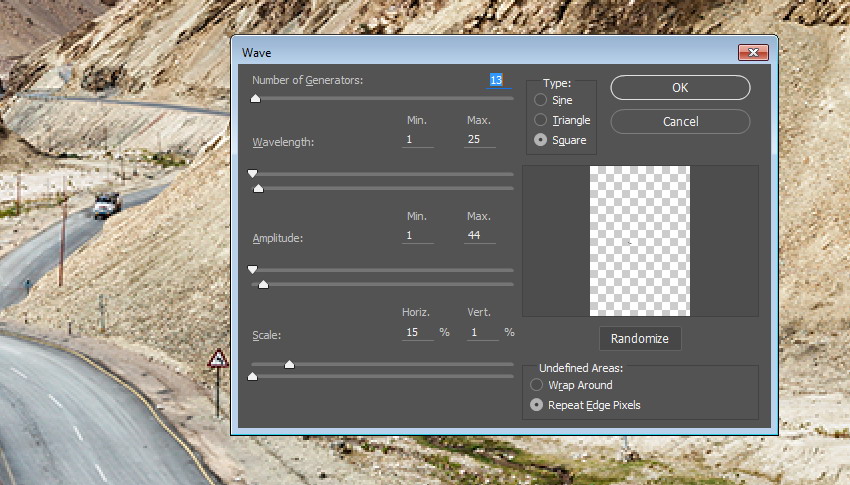 Wave
Number of Generators: 13
Type:
Sine
Triangle
Square
OK
Cancel
Min. Max.
Wavelength: 1 25
Min. Max.
Amplitude: 1 44
Horiz. Vert.
Scale: 15 % 1 %
Randomize
Undefined Areas:
Wrap Around
Repeat Edge Pixels